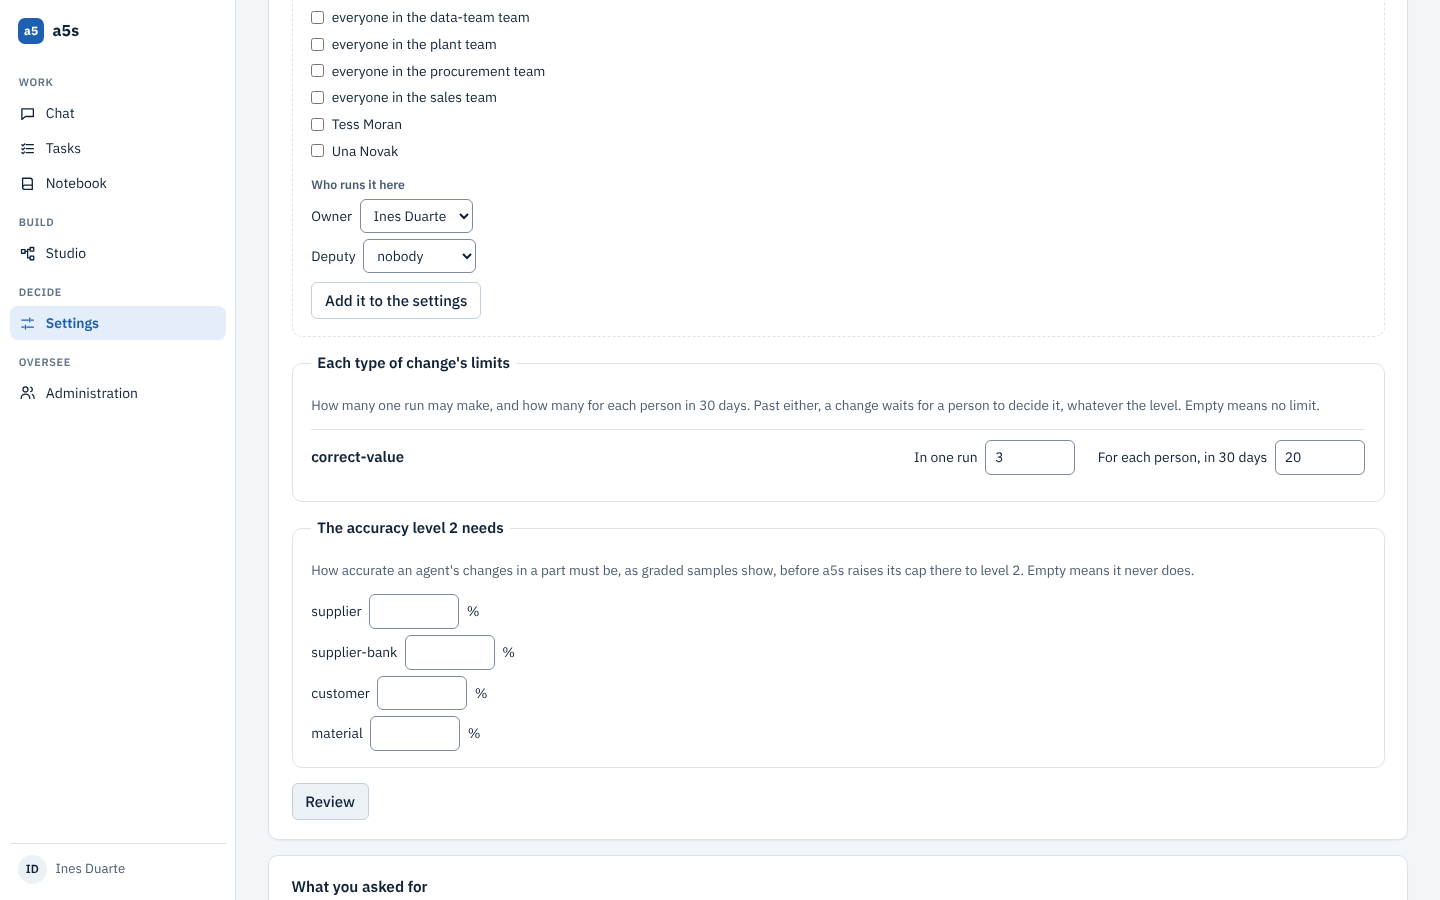 a5 a5s
WORK
Chat
Tasks
Notebook
BUILD
Studio
DECIDE
Settings
OVERSEE
Administration
ID Ines Duarte
everyone in the data-team team
everyone in the plant team
everyone in the procurement team
everyone in the sales team
Tess Moran
Una Novak
Who runs it here
Owner Ines Duarte
Deputy nobody
Add it to the settings
Each type of change's limits
How many one run may make, and how many for each person in 30 days. Past either, a change waits for a person to decide it, whatever the level. Empty means no limit.
correct-value In one run 3 For each person, in 30 days 20
The accuracy level 2 needs
How accurate an agent's changes in a part must be, as graded samples show, before a5s raises its cap there to level 2. Empty means it never does.
supplier %
supplier-bank %
customer %
material %
Review
What you asked for